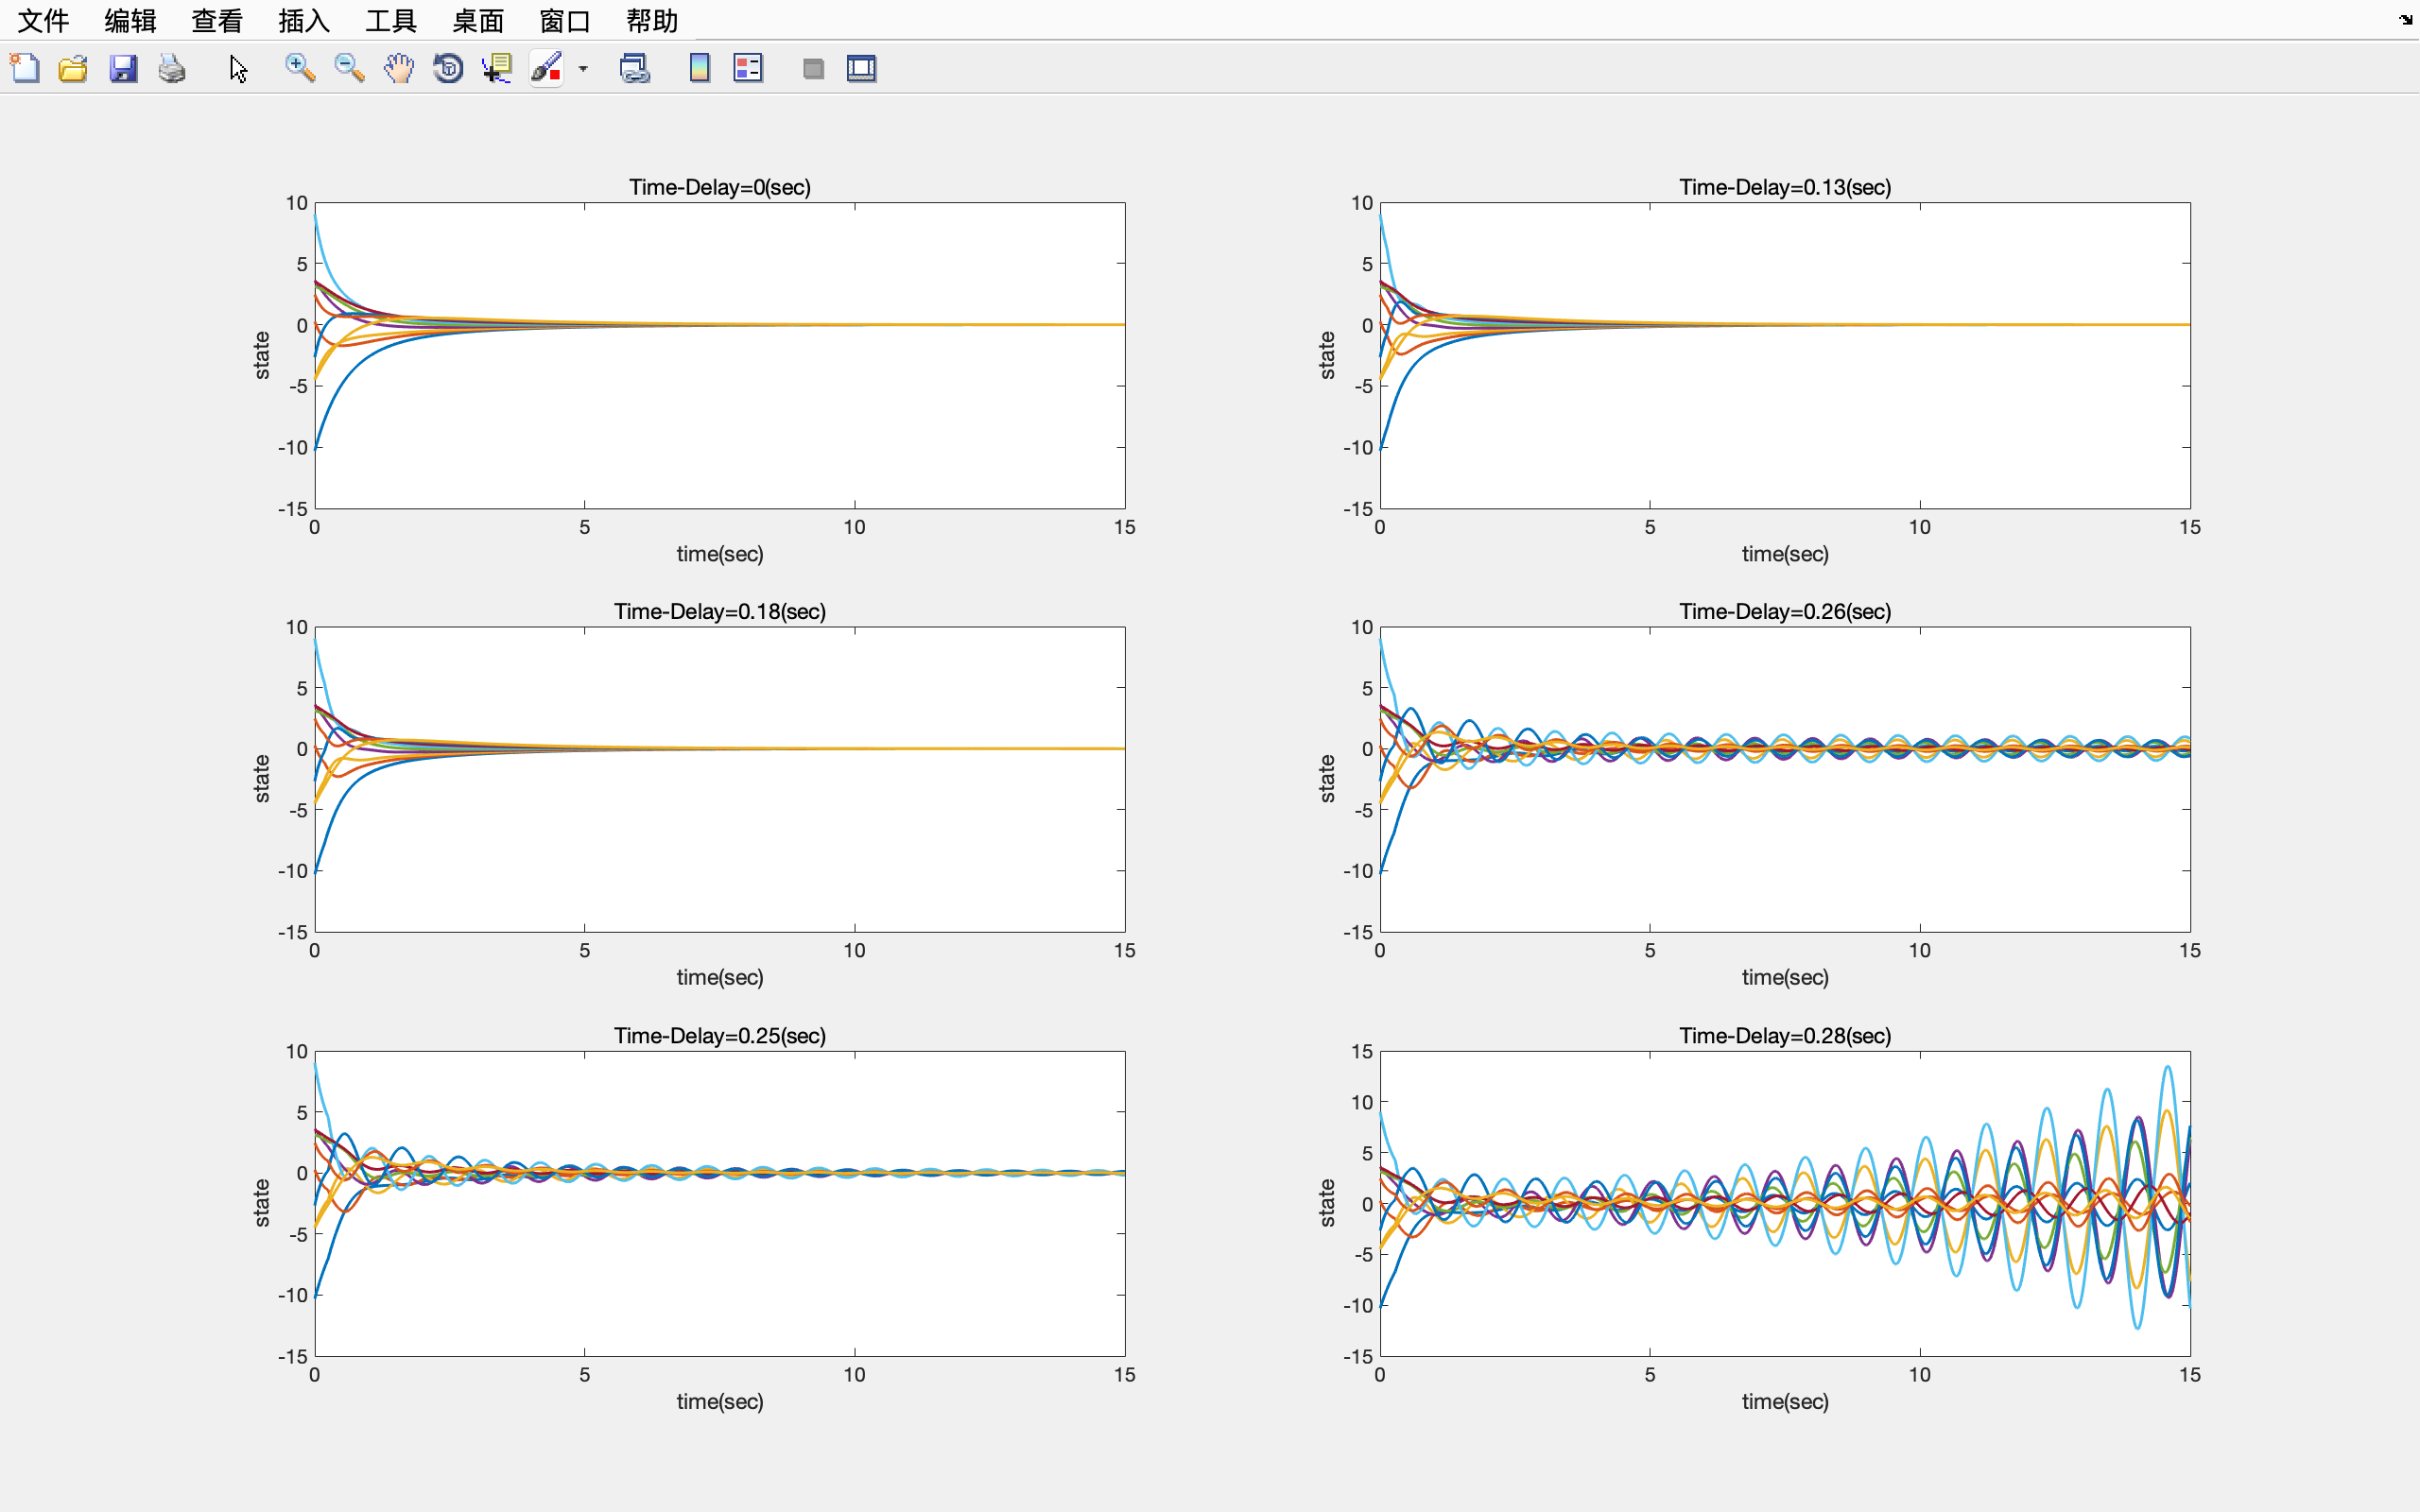 文件 编辑 查看 插入 工具 桌面 窗口 帮助
Time-Delay=0(sec)
10
5
0
-5
-10
-15
state
0 5 10 15
time(sec)
Time-Delay=0.13(sec)
10
5
0
-5
-10
-15
state
0 5 10 15
time(sec)
Time-Delay=0.18(sec)
10
5
0
-5
-10
-15
state
0 5 10 15
time(sec)
Time-Delay=0.26(sec)
10
5
0
-5
-10
-15
state
0 5 10 15
time(sec)
Time-Delay=0.25(sec)
10
5
0
-5
-10
-15
state
0 5 10 15
time(sec)
Time-Delay=0.28(sec)
15
10
5
0
-5
-10
-15
state
0 5 10 15
time(sec)